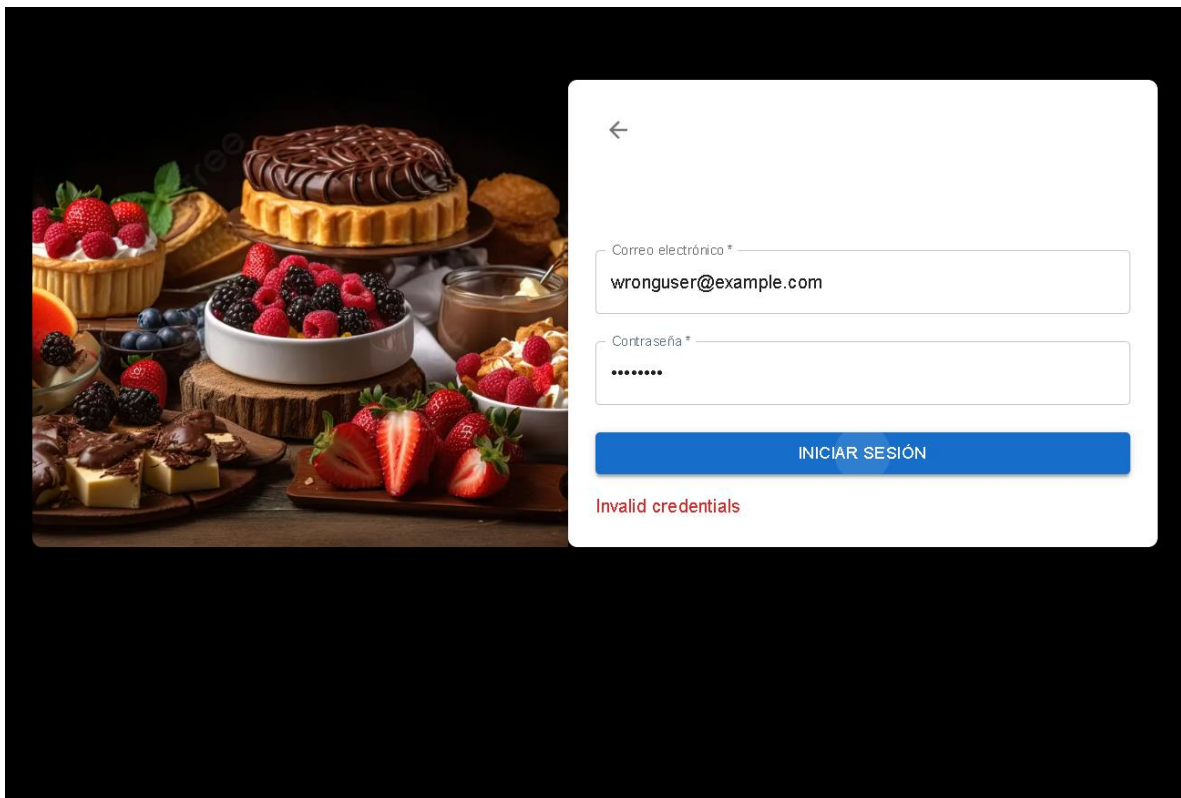 Correo electrónico *
wronguser@example.com
Contraseña *
••••••••
INICIAR SESIÓN
Invalid credentials